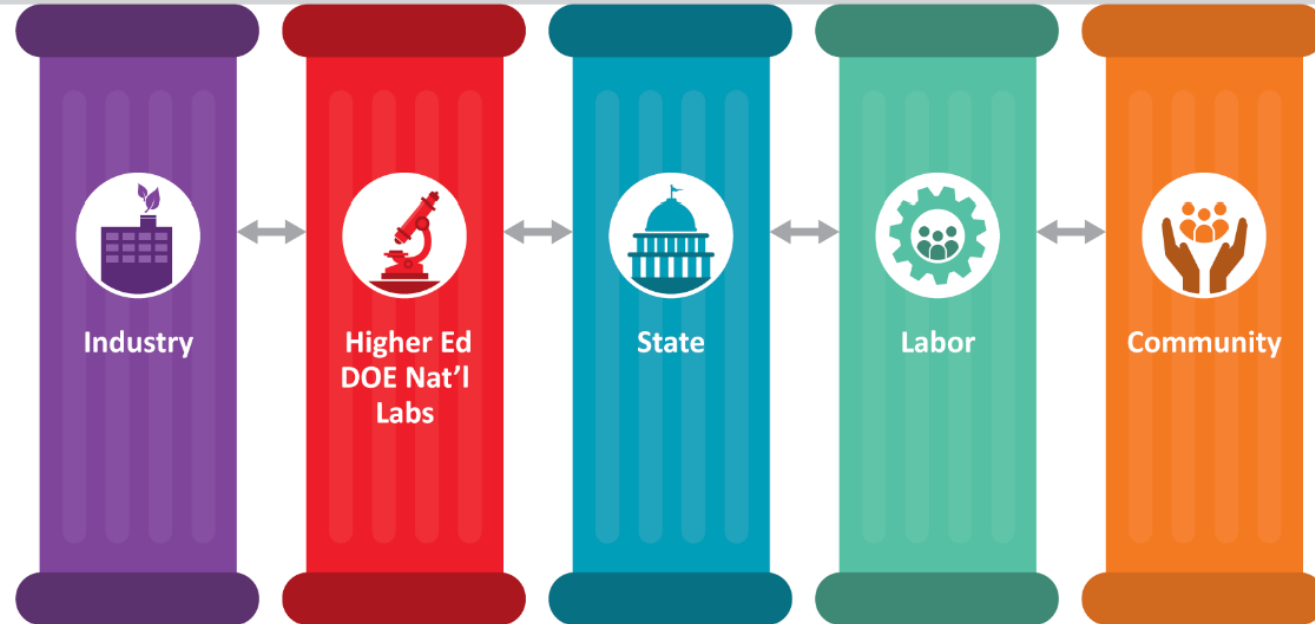 Industry
Higher Ed
DOE Nat'l
Labs
State
Labor
Community